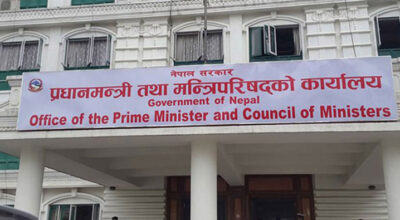 नेपाल सरकार
प्रधानमन्त्री तथा मन्त्रिपरिषद्को कार्यालय
Government of Nepal
Office of the Prime Minister and Council of Ministers